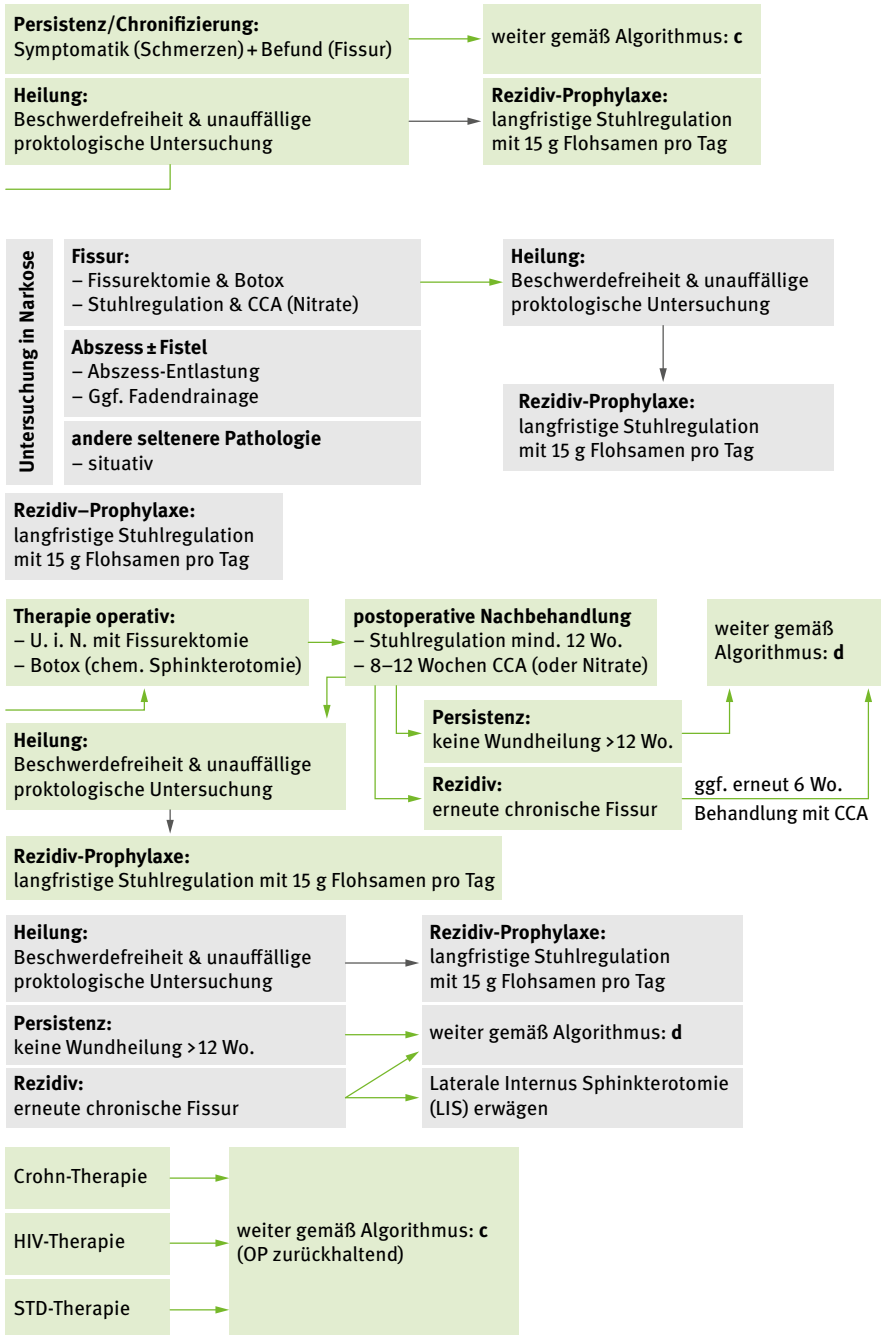 Persistenz/Chronifizierung:
Symptomatik (Schmerzen) + Befund (Fissur)
weiter gemäß Algorithmus: c
Heilung:
Beschwerdefreiheit & unauffällige
proktologische Untersuchung
Rezidiv-Prophylaxe:
langfristige Stuhlregulation
mit 15 g Flohsamen pro Tag
Untersuchung in Narkose
Fissur:
– Fissurektomie & Botox
– Stuhlregulation & CCA (Nitrate)
Abszess ± Fistel
– Abszess-Entlastung
– Ggf. Fadendrainage
andere seltenere Pathologie
– situativ
Heilung:
Beschwerdefreiheit & unauffällige
proktologische Untersuchung
Rezidiv-Prophylaxe:
langfristige Stuhlregulation
mit 15 g Flohsamen pro Tag
Rezidiv–Prophylaxe:
langfristige Stuhlregulation
mit 15 g Flohsamen pro Tag
Therapie operativ:
– U. i. N. mit Fissurektomie
– Botox (chem. Sphinkterotomie)
postoperative Nachbehandlung
– Stuhlregulation mind. 12 Wo.
– 8–12 Wochen CCA (oder Nitrate)
weiter gemäß
Algorithmus: d
Persistenz:
keine Wundheilung >12 Wo.
Heilung:
Beschwerdefreiheit & unauffällige
proktologische Untersuchung
Rezidiv:
erneute chronische Fissur
ggf. erneut 6 Wo.
Behandlung mit CCA
Rezidiv-Prophylaxe:
langfristige Stuhlregulation mit 15 g Flohsamen pro Tag
Heilung:
Beschwerdefreiheit & unauffällige
proktologische Untersuchung
Rezidiv-Prophylaxe:
langfristige Stuhlregulation
mit 15 g Flohsamen pro Tag
Persistenz:
keine Wundheilung >12 Wo.
weiter gemäß Algorithmus: d
Rezidiv:
erneute chronische Fissur
Laterale Internus Sphinkterotomie
(LIS) erwägen
Crohn-Therapie
HIV-Therapie
STD-Therapie
weiter gemäß Algorithmus: c
(OP zurückhaltend)